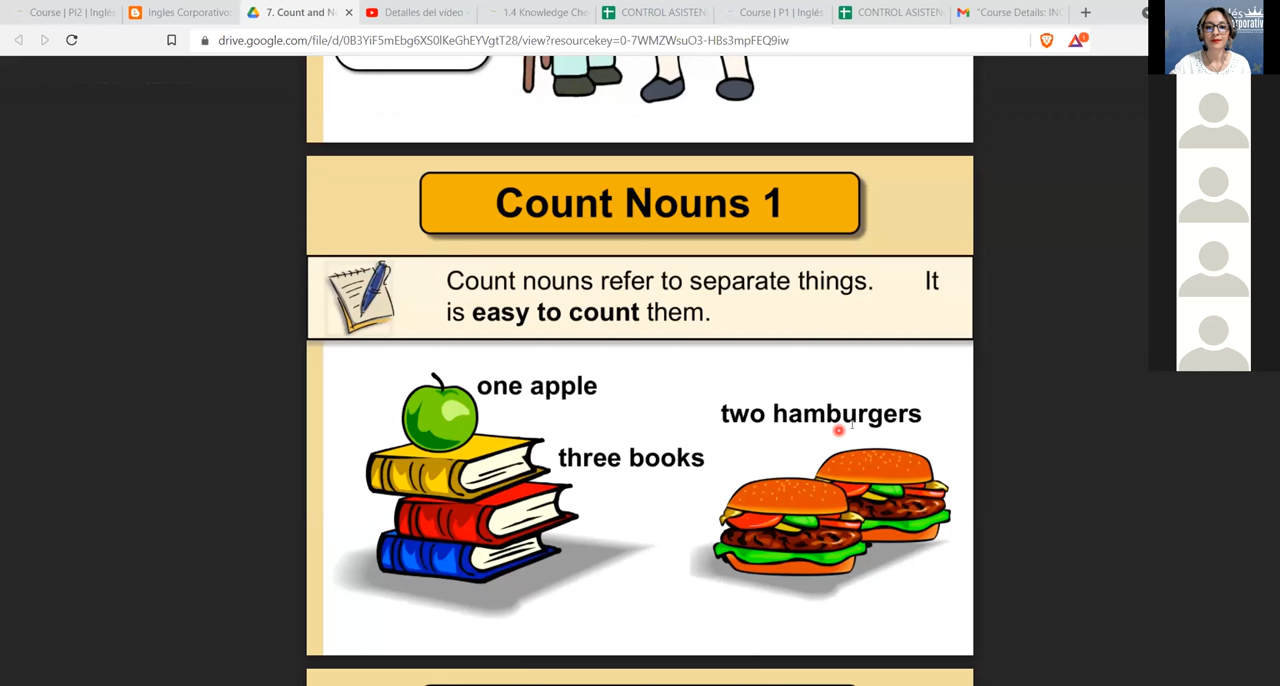 Course | PI2 | Inglés
Ingles Corporativo:
7. Count and N
Detalles del vídeo -
1.4 Knowledge Che
CONTROL ASISTEN
Course | P1 | Inglés
CONTROL ASISTEN
"Course Details: IN
drive.google.com/file/d/0B3YiF5mEbg6XS0lKeGhEYVgtT28/view?resourcekey=0-7WMZWsuO3-HBs3mpFEQ9iw
1
Count Nouns 1
Count nouns refer to separate things. It
is easy to count them.
one apple
two hamburgers
three books